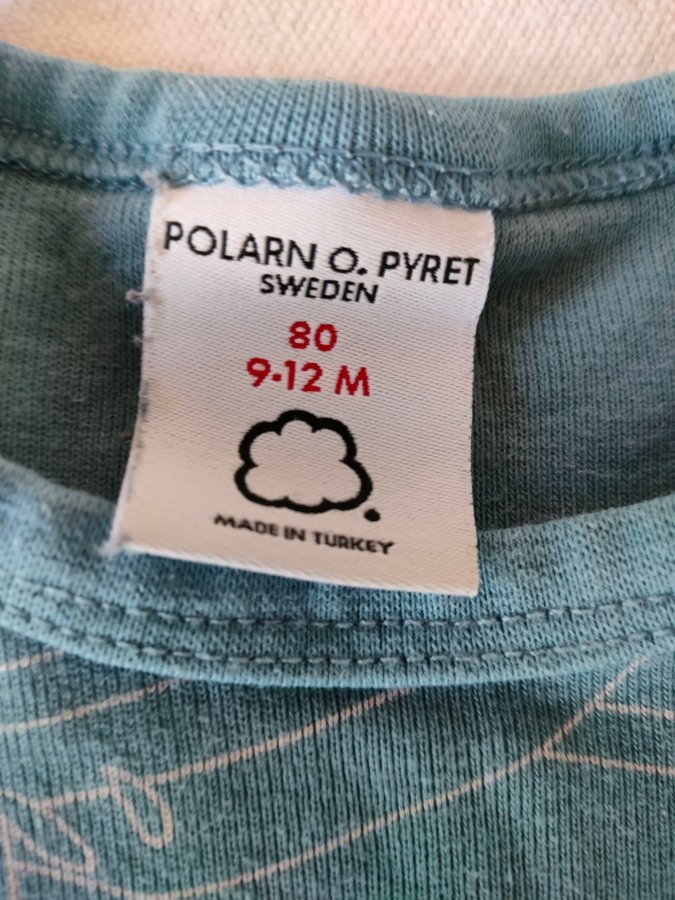 POLARN O. PYRET
SWEDEN
80
9-12 M
MADE IN TURKEY